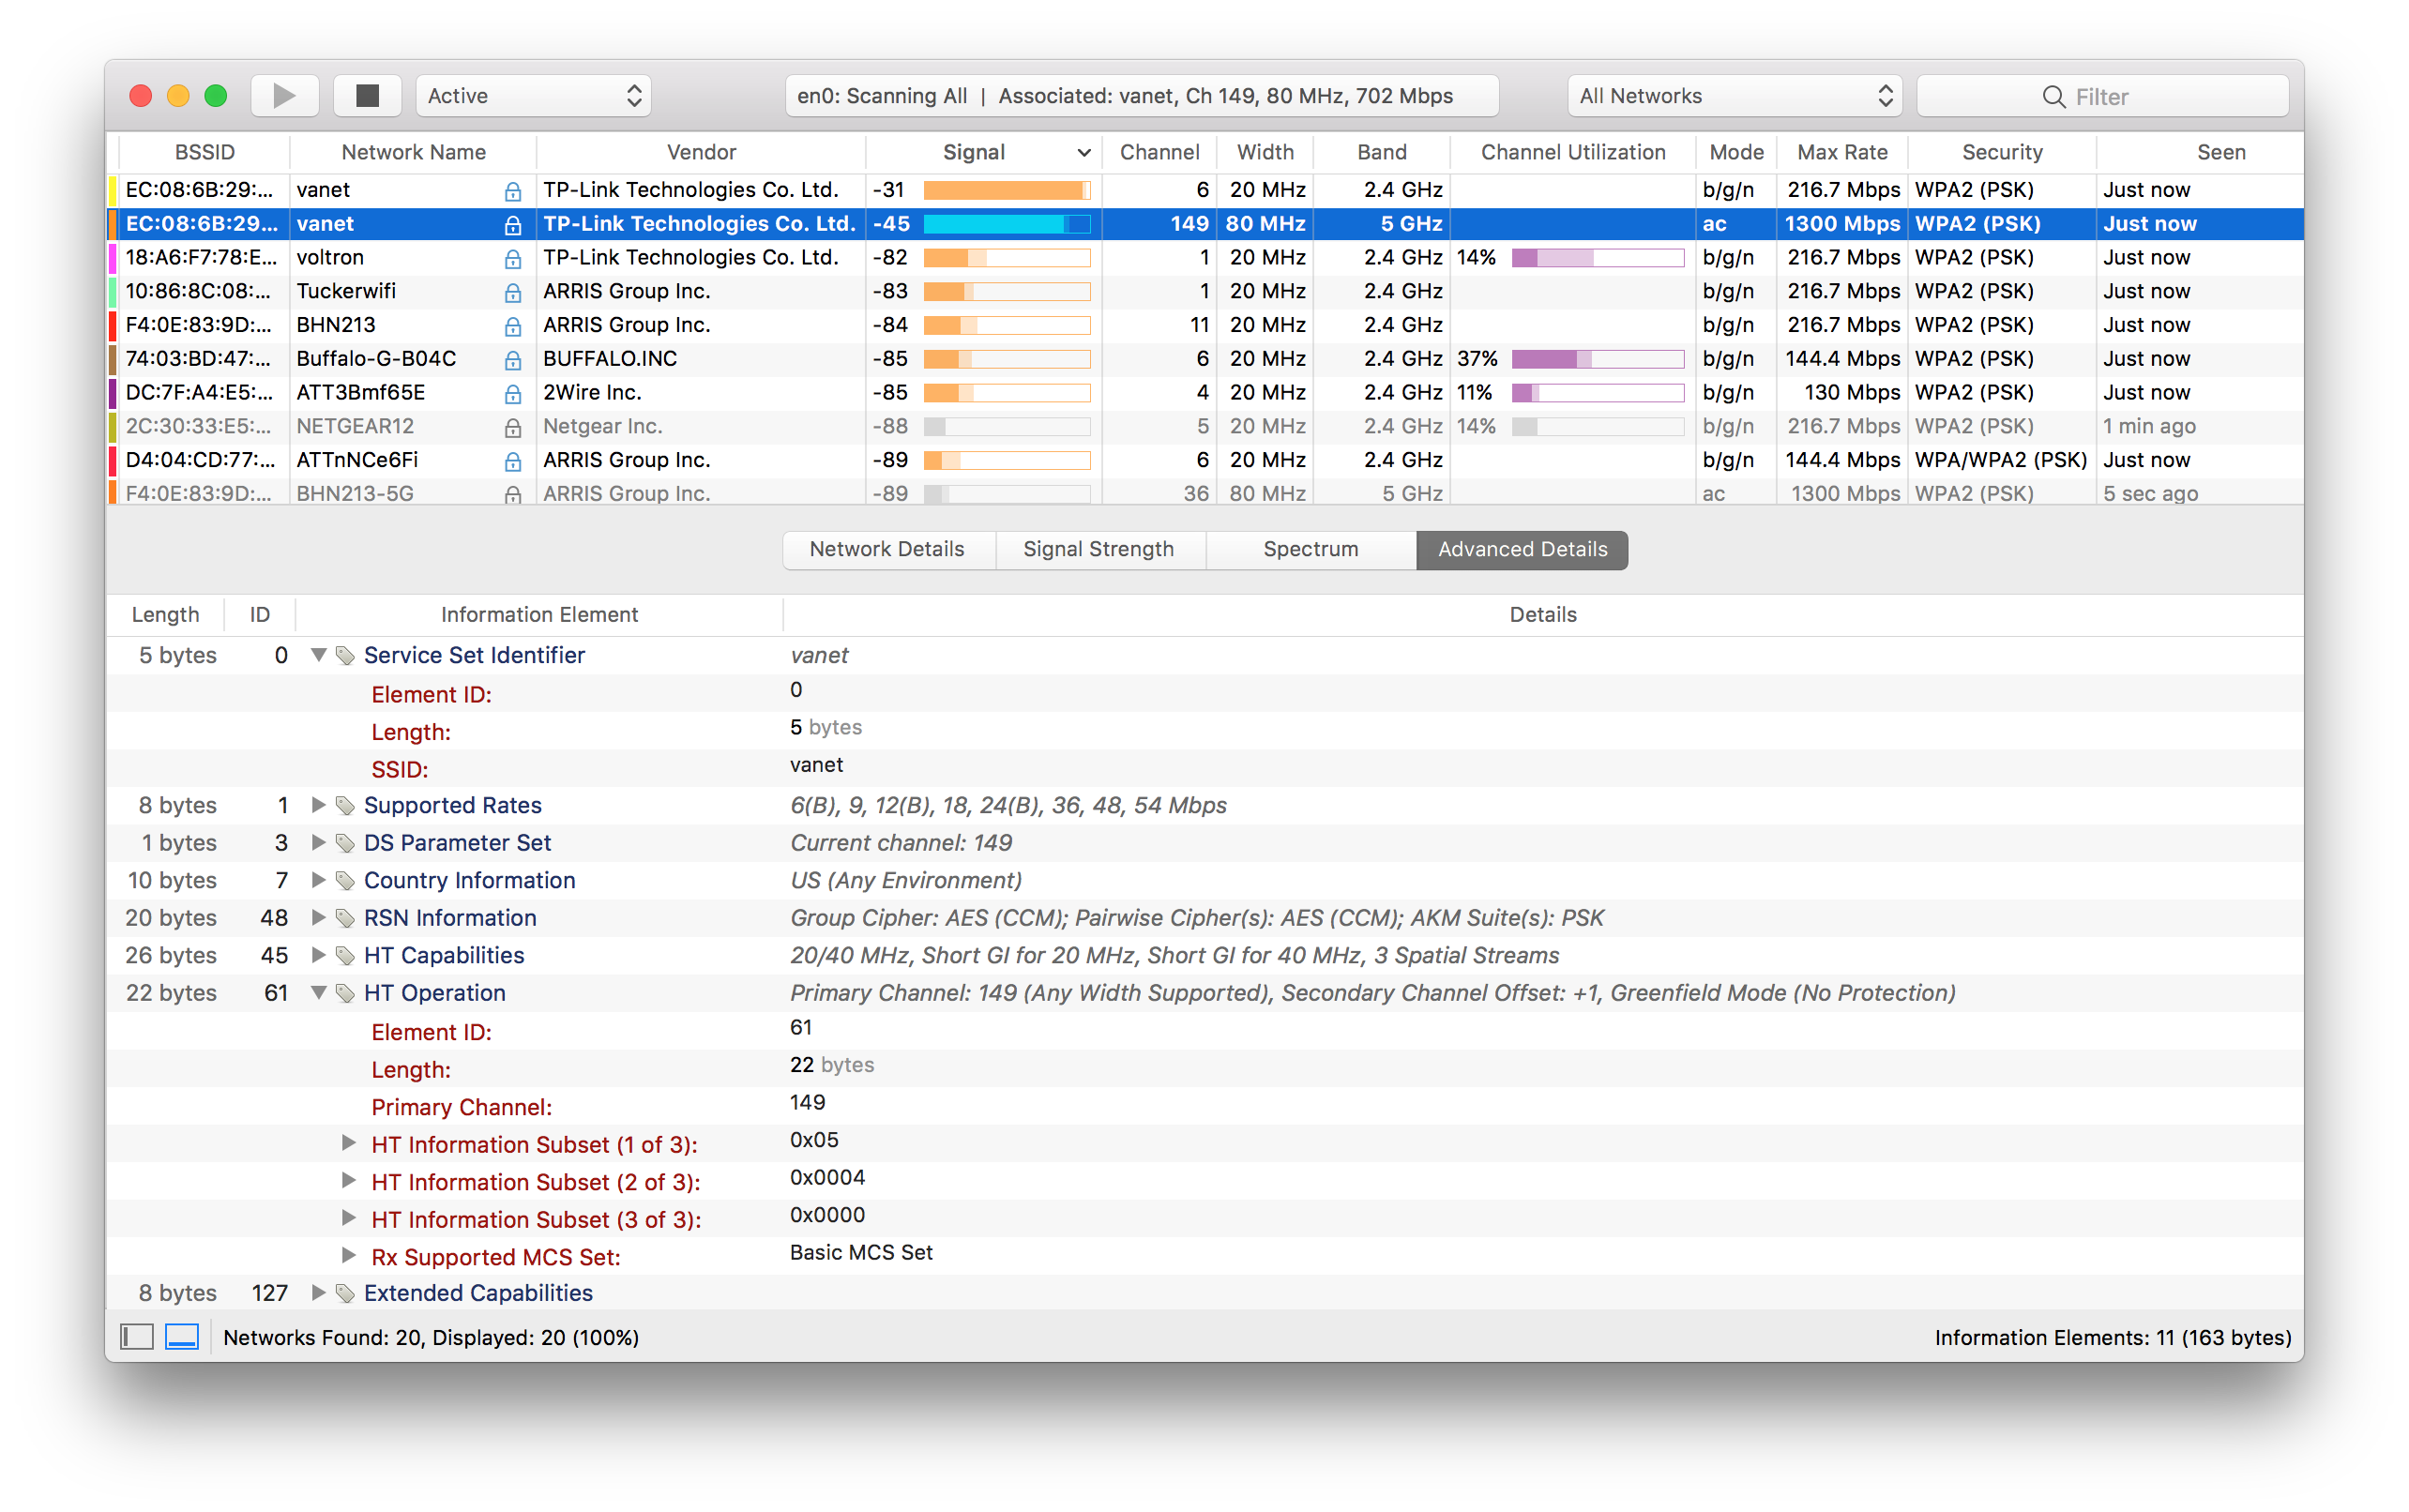 Active en0: Scanning All | Associated: vanet, Ch 149, 80 MHz, 702 Mbps All Networks Filter
BSSID Network Name Vendor Signal Channel Width Band Channel Utilization Mode Max Rate Security Seen
EC:08:6B:29:... vanet TP-Link Technologies Co. Ltd. -31 6 20 MHz 2.4 GHz b/g/n 216.7 Mbps WPA2 (PSK) Just now
EC:08:6B:29... vanet TP-Link Technologies Co. Ltd. -45 149 80 MHz 5 GHz ac 1300 Mbps WPA2 (PSK) Just now
18:A6:F7:78:E... voltron TP-Link Technologies Co. Ltd. -82 1 20 MHz 2.4 GHz 14% b/g/n 216.7 Mbps WPA2 (PSK) Just now
10:86:8C:08:... Tuckerwifi ARRIS Group Inc. -83 1 20 MHz 2.4 GHz b/g/n 216.7 Mbps WPA2 (PSK) Just now
F4:0E:83:9D:... BHN213 ARRIS Group Inc. -84 11 20 MHz 2.4 GHz b/g/n 216.7 Mbps WPA2 (PSK) Just now
74:03:BD:47:... Buffalo-G-B04C BUFFALO.INC -85 6 20 MHz 2.4 GHz 37% b/g/n 144.4 Mbps WPA2 (PSK) Just now
DC:7F:A4:E5:... ATT3Bmf65E 2Wire Inc. -85 4 20 MHz 2.4 GHz 11% b/g/n 130 Mbps WPA2 (PSK) Just now
2C:30:33:E5:... NETGEAR12 Netgear Inc. -88 5 20 MHz 2.4 GHz 14% b/g/n 216.7 Mbps WPA2 (PSK) 1 min ago
D4:04:CD:77:... ATTnNCe6Fi ARRIS Group Inc. -89 6 20 MHz 2.4 GHz b/g/n 144.4 Mbps WPA/WPA2 (PSK) Just now
F4:0E:83:9D:... BHN213-5G ARRIS Group Inc. -89 36 80 MHz 5 GHz ac 1300 Mbps WPA2 (PSK) 5 sec ago
Network Details Signal Strength Spectrum Advanced Details
Length ID Information Element Details
5 bytes 0 Service Set Identifier vanet
Element ID: 0
Length: 5 bytes
SSID: vanet
8 bytes 1 Supported Rates 6(B), 9, 12(B), 18, 24(B), 36, 48, 54 Mbps
1 bytes 3 DS Parameter Set Current channel: 149
10 bytes 7 Country Information US (Any Environment)
20 bytes 48 RSN Information Group Cipher: AES (CCM); Pairwise Cipher(s): AES (CCM); AKM Suite(s): PSK
26 bytes 45 HT Capabilities 20/40 MHz, Short GI for 20 MHz, Short GI for 40 MHz, 3 Spatial Streams
22 bytes 61 HT Operation Primary Channel: 149 (Any Width Supported), Secondary Channel Offset: +1, Greenfield Mode (No Protection)
Element ID: 61
Length: 22 bytes
Primary Channel: 149
HT Information Subset (1 of 3): 0x05
HT Information Subset (2 of 3): 0x0004
HT Information Subset (3 of 3): 0x0000
Rx Supported MCS Set: Basic MCS Set
8 bytes 127 Extended Capabilities
Networks Found: 20, Displayed: 20 (100%) Information Elements: 11 (163 bytes)